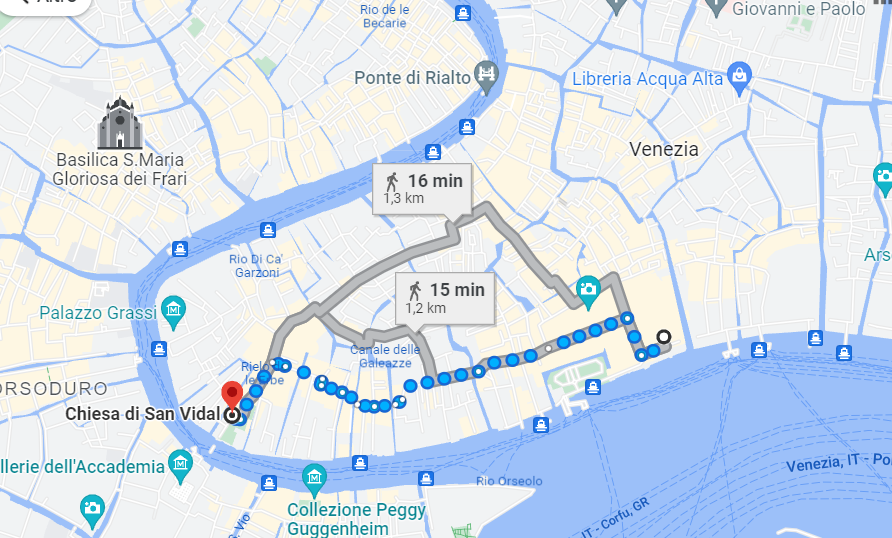 Altro
Rio de le
Becarie
Giovanni e Paolo
Ponte di Rialto
Libreria Acqua Alta
Basilica S.Maria
Gloriosa dei Frari
Venezia
16 min
1,3 km
Rio Di Ca'
Garzoni
Ars
15 min
1,2 km
Palazzo Grassi
Canale delle
Galeazze
ORSODURO
Chiesa di San Vidal
llerie dell'Accademia
Rio Orseolo
Venezia, IT - Po
IT - Corfu, GR
Collezione Peggy
Guggenheim
Vio